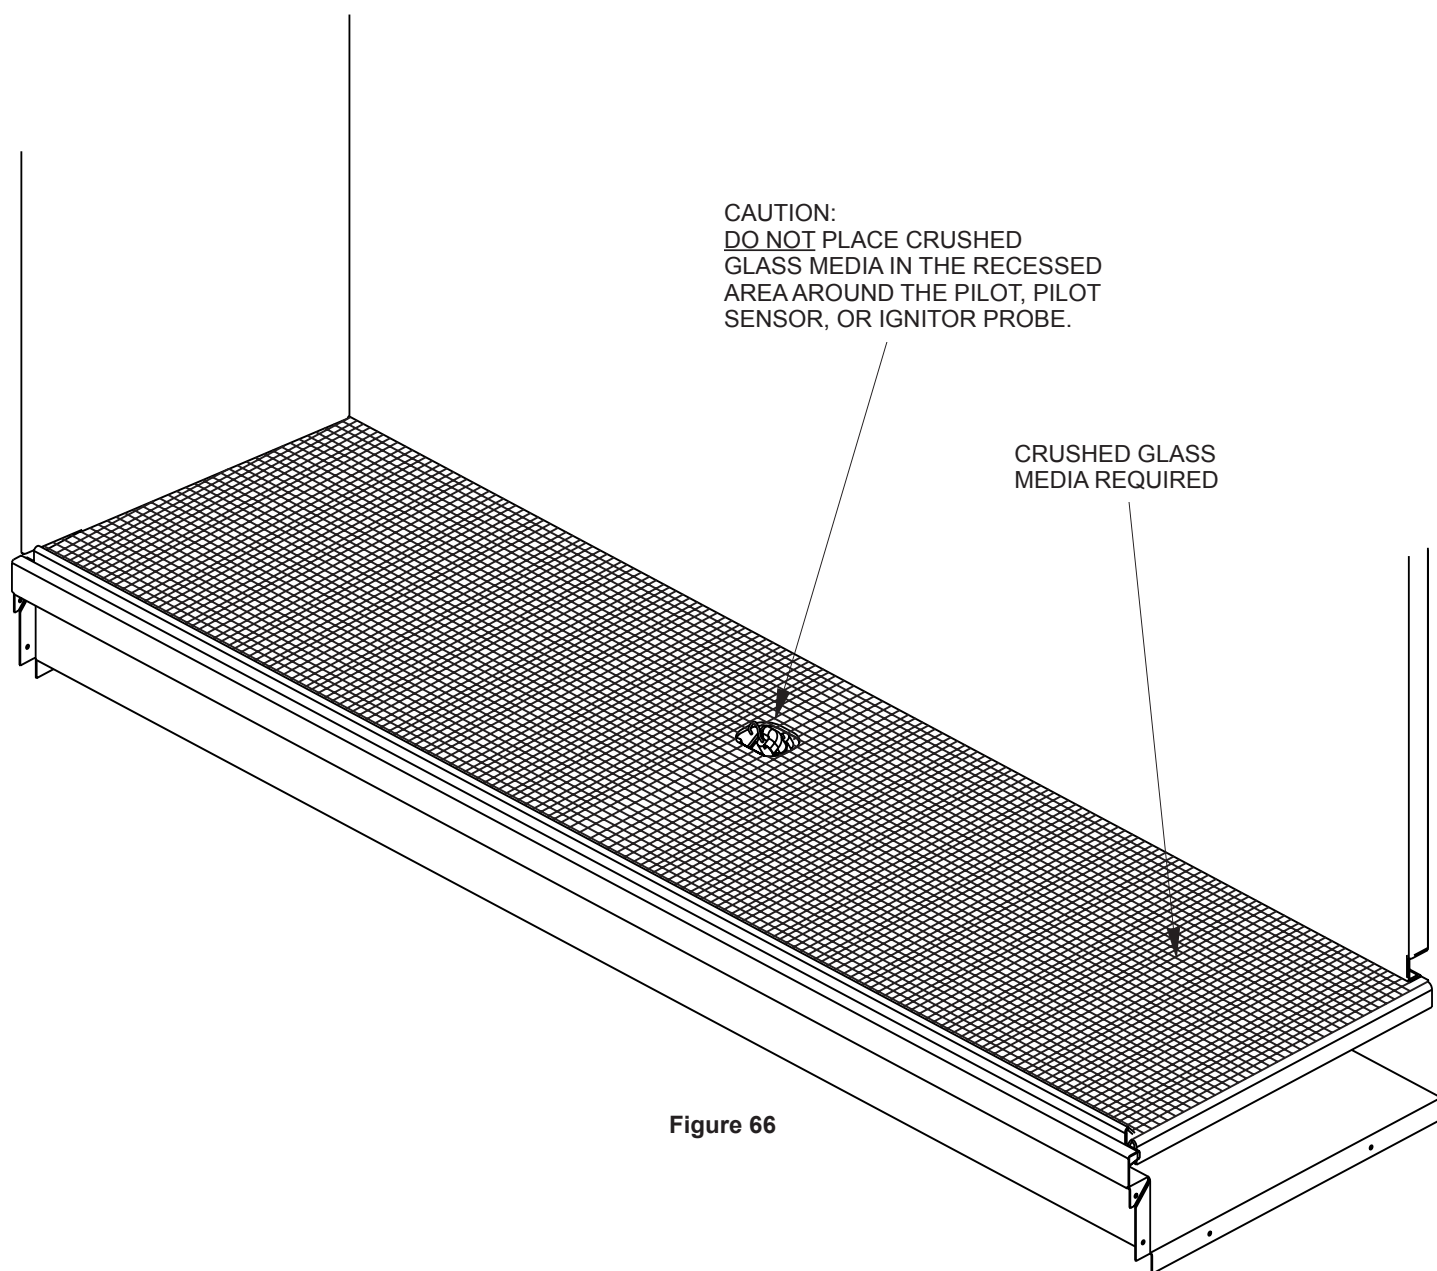 CAUTION:
DO NOT PLACE CRUSHED
GLASS MEDIA IN THE RECESSED
AREA AROUND THE PILOT, PILOT
SENSOR, OR IGNITOR PROBE.
CRUSHED GLASS
MEDIA REQUIRED
Figure 66